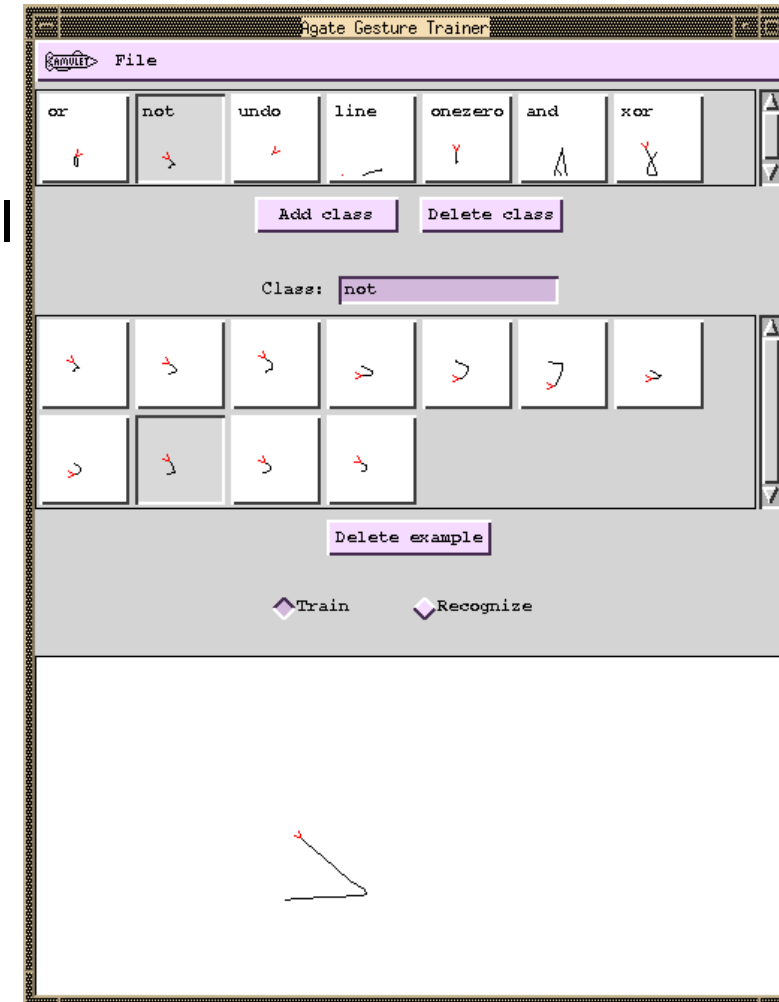 Agate Gesture Trainer
AMULET File
or not undo line onezero and xor
Add class Delete class
Class: not
Delete example
Train Recognize